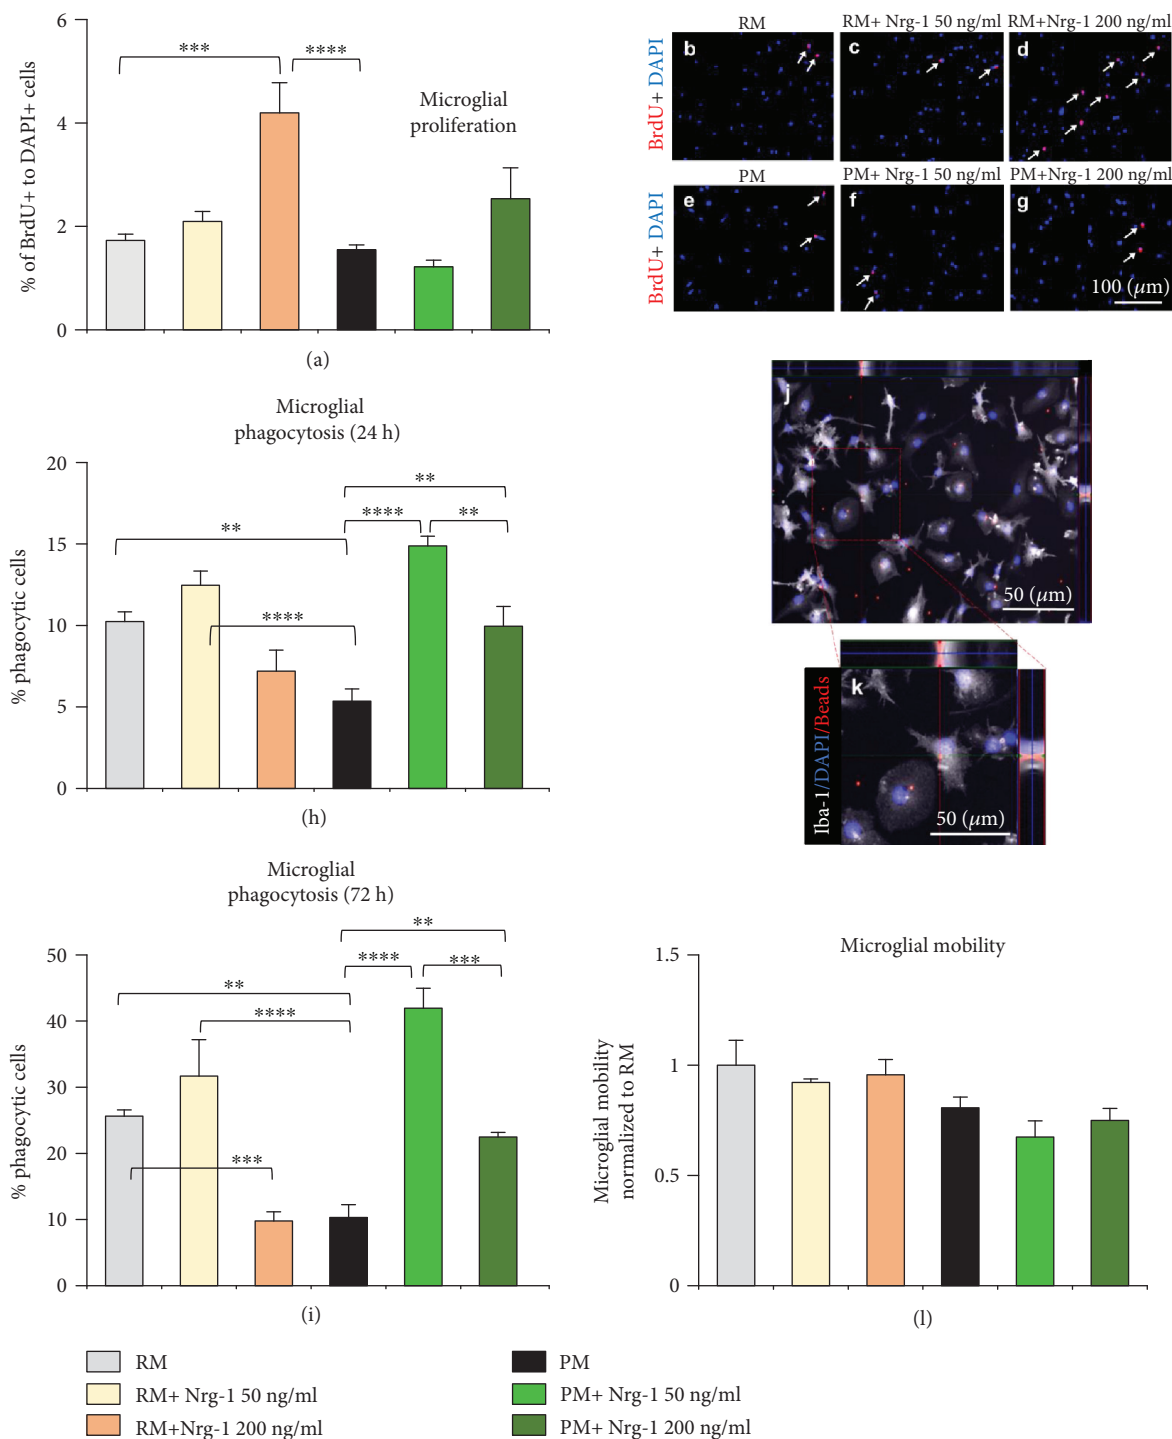 6
4
2
0
% of BrdU+ to DAPI+ cells
***
****
Microglial
proliferation
(a)
RM
RM+ Nrg-1 50 ng/ml
RM+Nrg-1 200 ng/ml
b
c
d
BrdU+ DAPI
PM
PM+ Nrg-1 50 ng/ml
PM+Nrg-1 200 ng/ml
e
f
g
BrdU+ DAPI
100 (μm)
Microglial
phagocytosis (24 h)
20
15
10
5
0
% phagocytic cells
**
****
**
****
**
(h)
j
50 (μm)
k
Iba-1/DAPI/Beads
50 (μm)
Microglial
phagocytosis (72 h)
50
40
30
20
10
0
% phagocytic cells
**
****
***
**
****
***
(i)
Microglial mobility
1.5
1
0.5
0
Microglial mobility
normalized to RM
(l)
RM
RM+ Nrg-1 50 ng/ml
RM+Nrg-1 200 ng/ml
PM
PM+ Nrg-1 50 ng/ml
PM+ Nrg-1 200 ng/ml